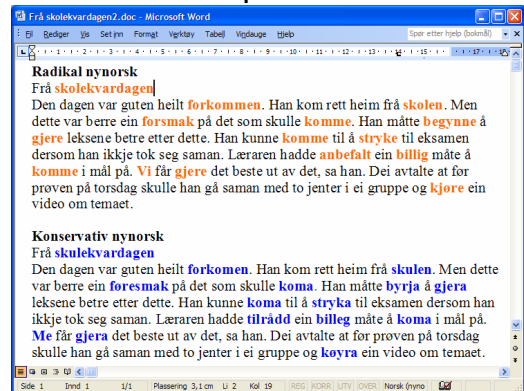 Frå skolekvardagen2.doc - Microsoft Word
Fil Rediger Vis Set inn Format Verktøy Tabell Vindauge Hjelp Spør etter hjelp (bokmål)
Radikal nynorsk
Frå skolekvardagen
Den dagen var guten heilt forkommen. Han kom rett heim frå skolen. Men
dette var berre ein forsmak på det som skulle komme. Han måtte begynne å
gjere leksene betre etter dette. Han kunne komme til å stryke til eksamen
dersom han ikkje tok seg saman. Læraren hadde anbefalt ein billig måte å
komme i mål på. Vi får gjere det beste ut av det, sa han. Dei avtalte at før
prøven på torsdag skulle han gå saman med to jenter i ei gruppe og kjøre ein
video om temaet.
Konservativ nynorsk
Frå skulekvardagen
Den dagen var guten heilt forkomen. Han kom rett heim frå skulen. Men dette
var berre ein føresmak på det som skulle koma. Han måtte byrja å gjera
leksene betre etter dette. Han kunne koma til å stryka til eksamen dersom han
ikkje tok seg saman. Læraren hadde tilrådd ein billeg måte å koma i mål på.
Me får gjera det beste ut av det, sa han. Dei avtalte at før prøven på torsdag
skulle han gå saman med to jenter i ei gruppe og køyra ein video om temaet.
Side 1 Innd 1 1/1 Plassering 3,1 cm Li 2 Kol 19 REG KORR UTV OVER Norsk (nyno